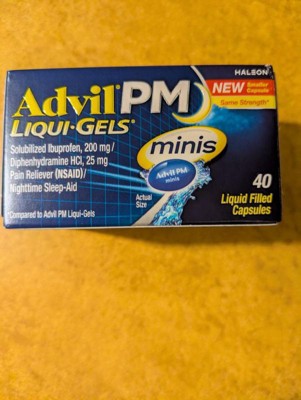 HALEON
Advil PM
LIQUI-GELS
NEW Smaller Capsule
Same Strength*
Solubilized Ibuprofen, 200 mg/
Diphenhydramine HCl, 25 mg
Pain Reliever (NSAID)/
Nighttime Sleep-Aid
minis
Advil PM
minis
Actual
Size
40
Liquid Filled
Capsules
*Compared to Advil PM Liqui-Gels